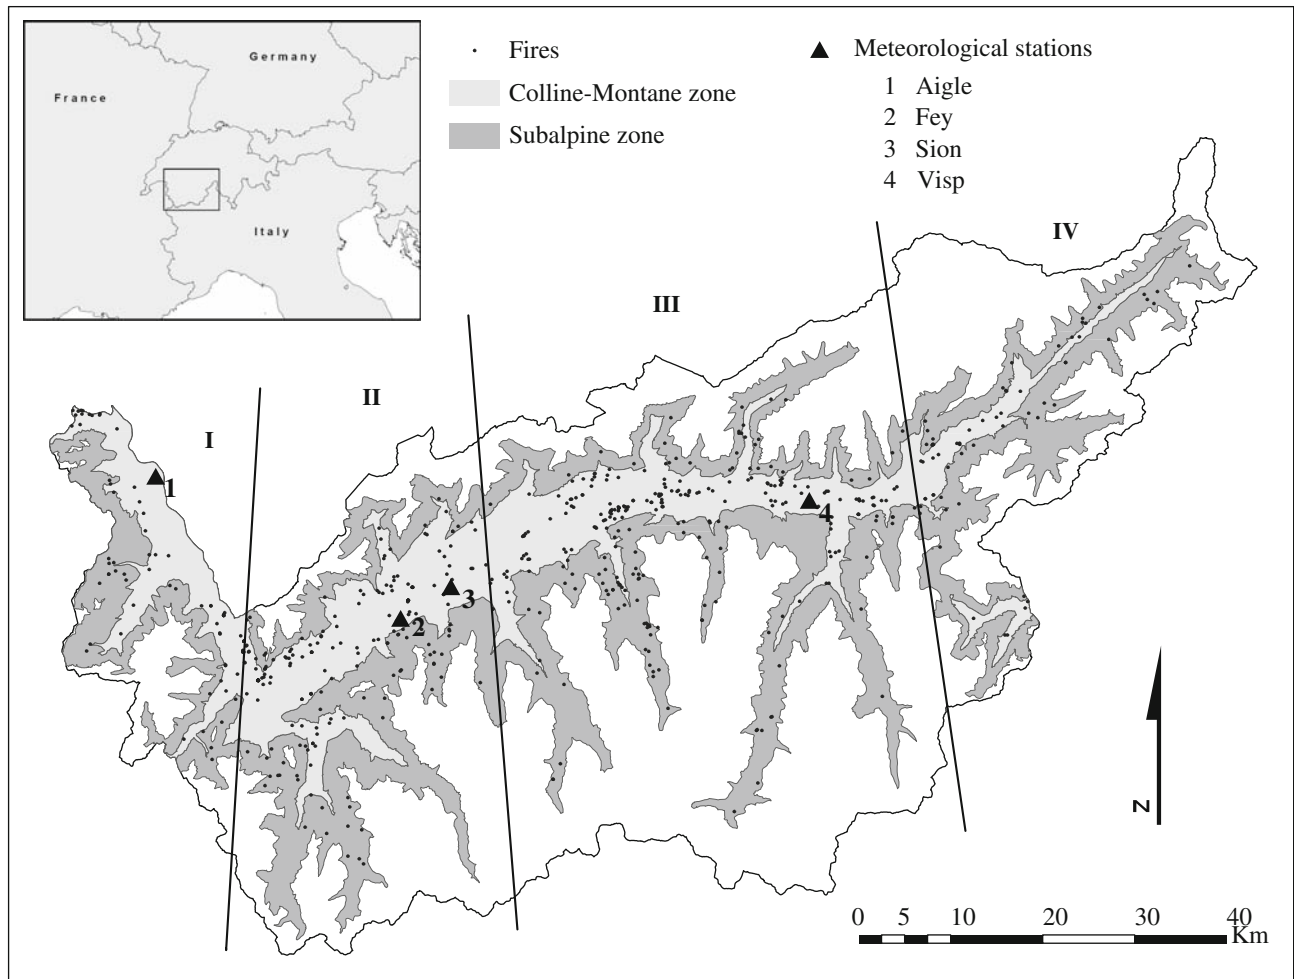 Germany
France
Italy
Fires
Colline-Montane zone
Subalpine zone
Meteorological stations
1 Aigle
2 Fey
3 Sion
4 Visp
IV
III
II
I
1
4
3
2
N
0 5 10 20 30 40
Km